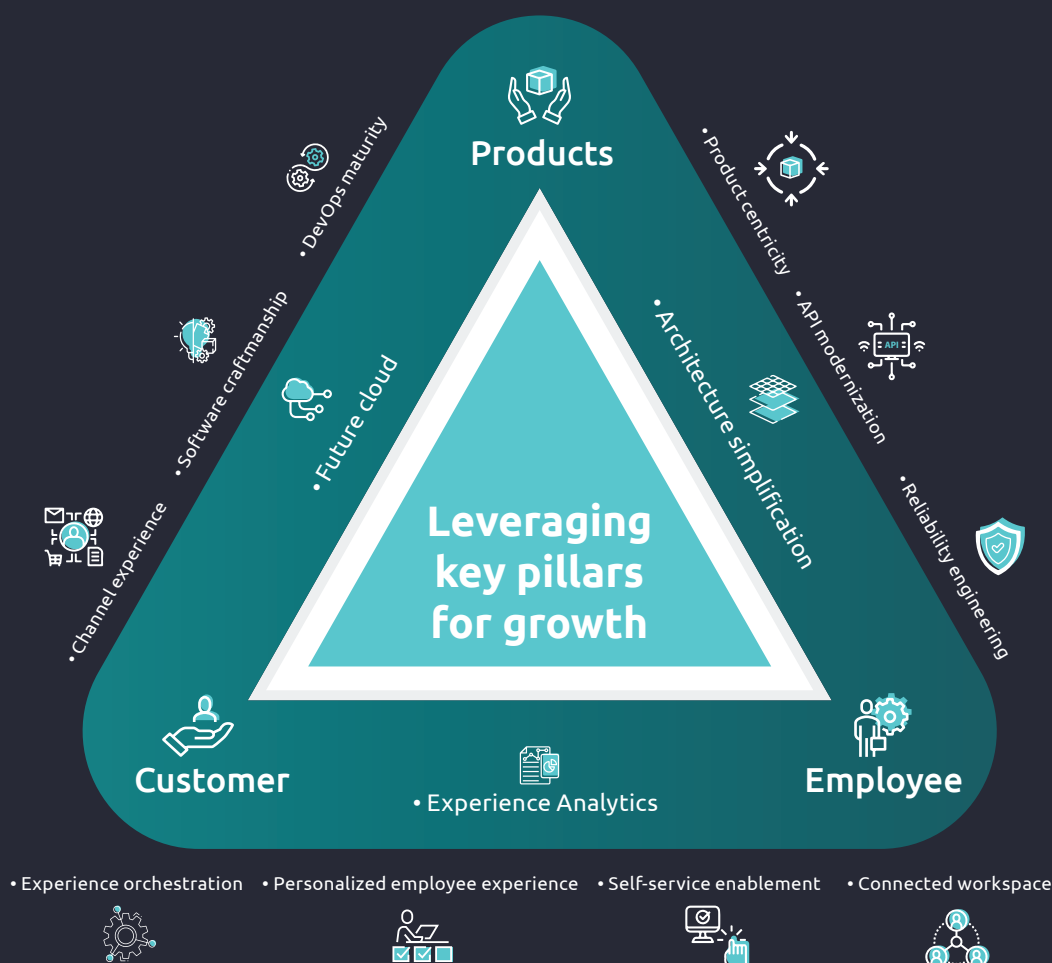 Products
• DevOps maturity
• Product centricity
• Software craftmanship
• API modernization
API
• Future cloud
• Architecture simplification
• Channel experience
• Reliability engineering
Leveraging
key pillars
for growth
Customer
Employee
• Experience Analytics
• Experience orchestration
• Personalized employee experience
• Self-service enablement
• Connected workspace